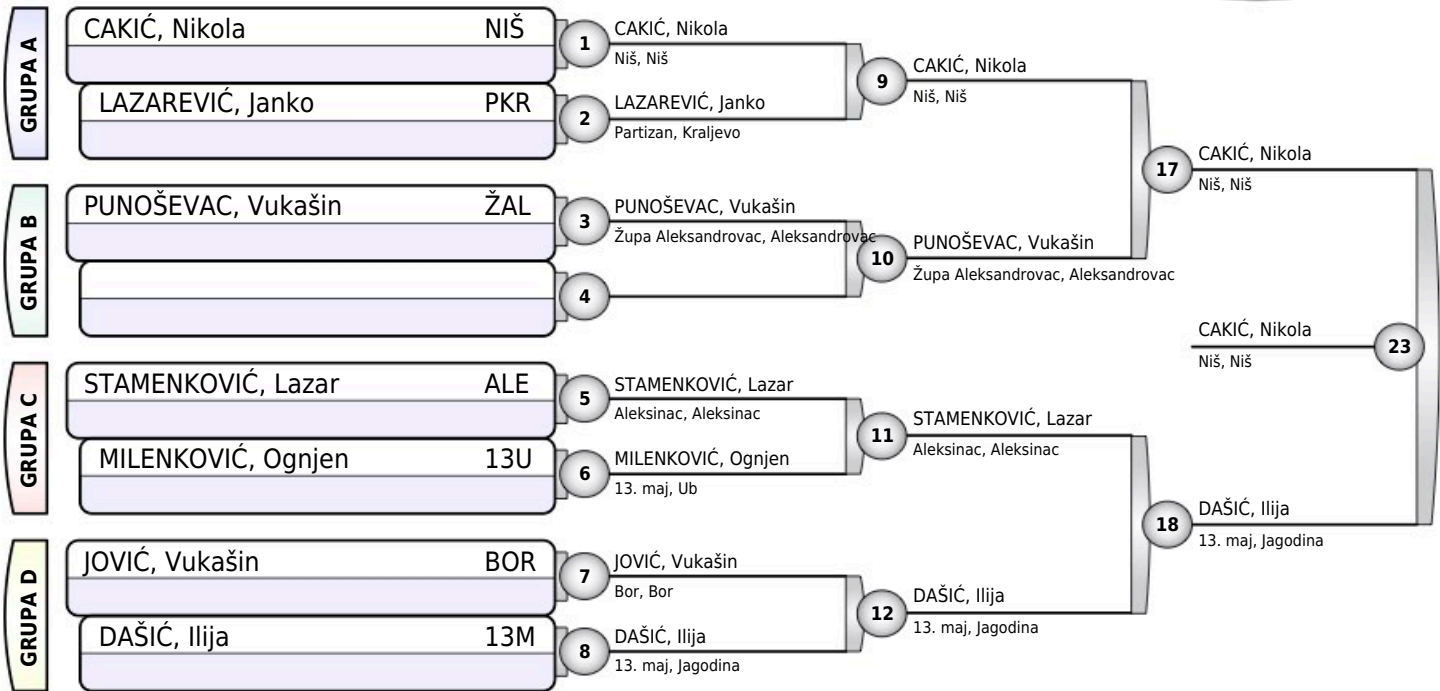 GRUPA A
CAKIĆ, Nikola NIŠ
LAZAREVIĆ, Janko PKR
GRUPA B
PUNOŠEVAC, Vukašin ŽAL
GRUPA C
STAMENKOVIĆ, Lazar ALE
MILENKOVIĆ, Ognjen 13U
GRUPA D
JOVIĆ, Vukašin BOR
DAŠIĆ, Ilija 13M
1
CAKIĆ, Nikola
Niš, Niš
2
LAZAREVIĆ, Janko
Partizan, Kraljevo
3
PUNOŠEVAC, Vukašin
Župa Aleksandrovac, Aleksandrovac
4
5
STAMENKOVIĆ, Lazar
Aleksinac, Aleksinac
6
MILENKOVIĆ, Ognjen
13. maj, Ub
7
JOVIĆ, Vukašin
Bor, Bor
8
DAŠIĆ, Ilija
13. maj, Jagodina
9
CAKIĆ, Nikola
Niš, Niš
10
PUNOŠEVAC, Vukašin
Župa Aleksandrovac, Aleksandrovac
11
STAMENKOVIĆ, Lazar
Aleksinac, Aleksinac
12
DAŠIĆ, Ilija
13. maj, Jagodina
17
CAKIĆ, Nikola
Niš, Niš
18
DAŠIĆ, Ilija
13. maj, Jagodina
CAKIĆ, Nikola
Niš, Niš
23